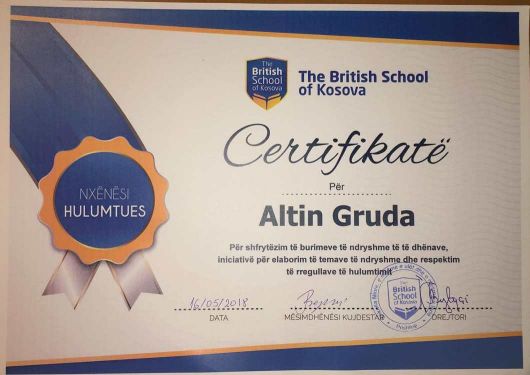 The
British
School
of Kosova
The British School
of Kosova
Certifikatë
Për
Altin Gruda
NXËNËSI
HULUMTUES
Për shfrytëzim të burimeve të ndryshme të të dhënave,
iniciativë për elaborim të temave të ndryshme dhe respektim
të rregullave të hulumtimit
The
British
School
of Kosova
Prishtinë
16/05/2018
DATA
MËSIMDHËNËSI KUJDESTAR
DREJTORI